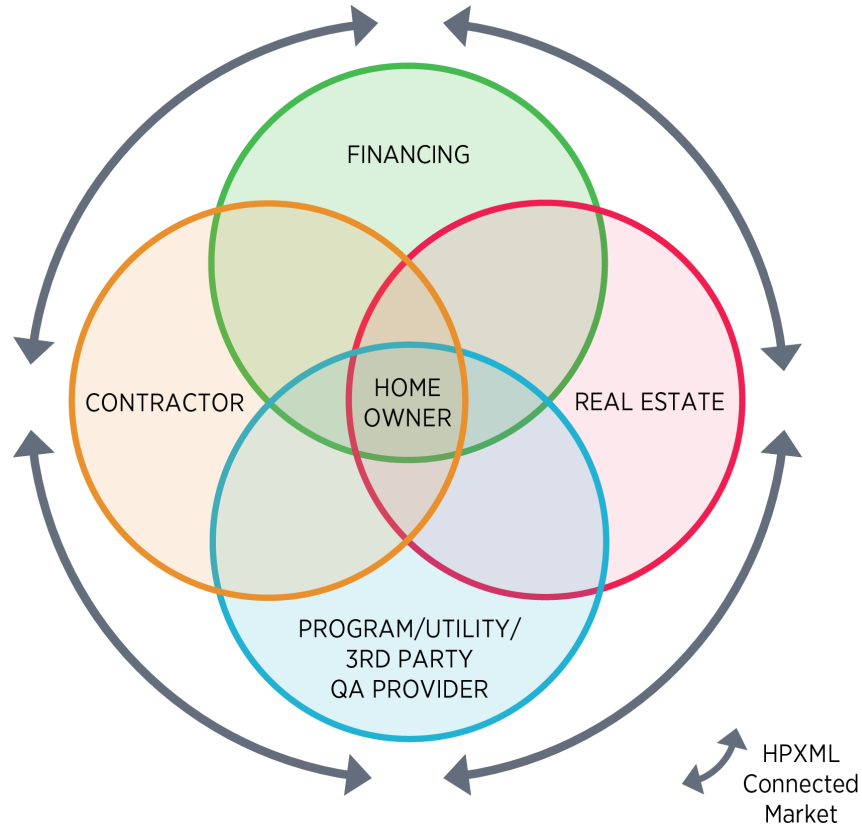 FINANCING
CONTRACTOR
HOME
OWNER
REAL ESTATE
PROGRAM/UTILITY/
3RD PARTY
QA PROVIDER
HPXML
Connected
Market